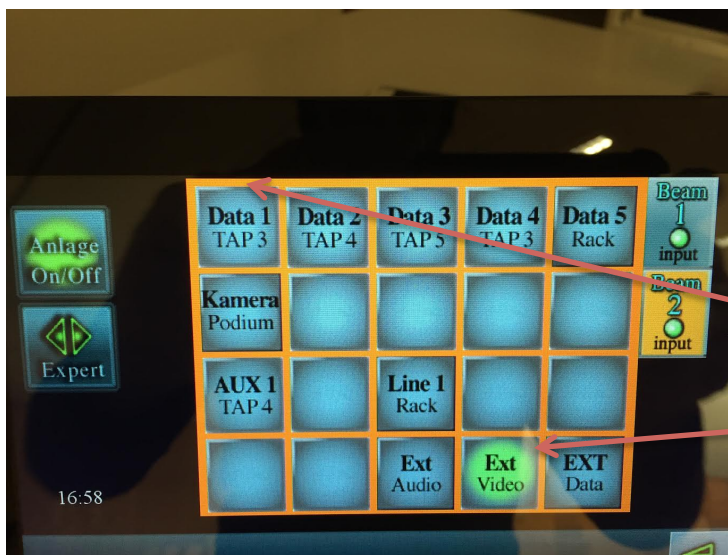 Anlage
On/Off
Expert
16:58
Data 1
TAP 3
Data 2
TAP 4
Data 3
TAP 5
Data 4
TAP 3
Data 5
Rack
Kamera
Podium
AUX 1
TAP 4
Line 1
Rack
Ext
Audio
Ext
Video
EXT
Data
Beam
1
input
Beam
2
input